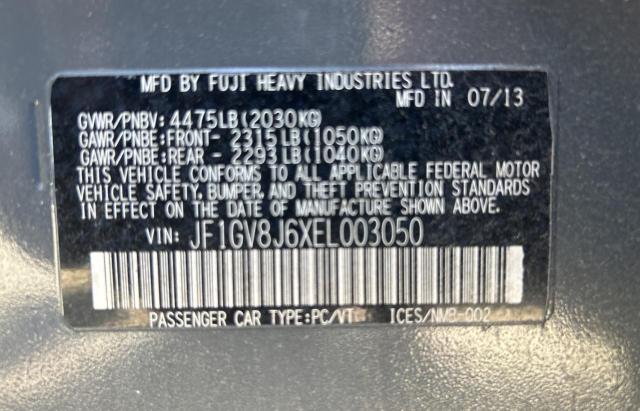 MFD BY FUJI HEAVY INDUSTRIES LTD.
MFD IN 07/13
GVWR/PNBV: 4475LB(2030KG)
GAWR/PNBE:FRONT- 2315LB(1050KG)
GAWR/PNBE:REAR - 2293LB(1040KG)
THIS VEHICLE CONFORMS TO ALL APPLICABLE FEDERAL MOTOR
VEHICLE SAFETY, BUMPER, AND THEFT PREVENTION STANDARDS
IN EFFECT ON THE DATE OF MANUFACTURE SHOWN ABOVE.
VIN: JF1GV8J6XEL003050
PASSENGER CAR TYPE:PC/VT ICES/NMB-002